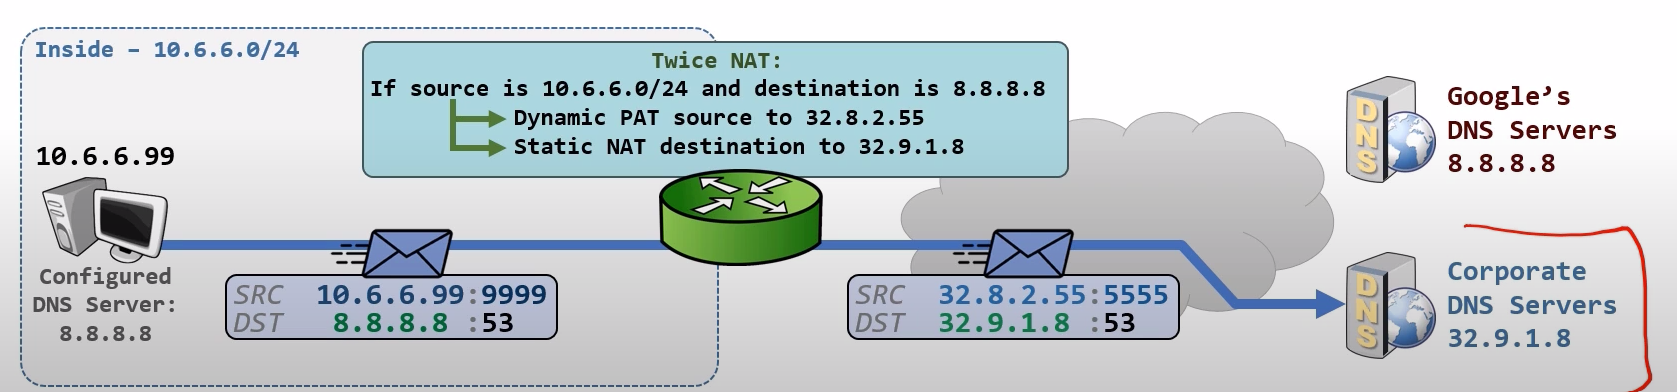 Inside – 10.6.6.0/24
Twice NAT:
If source is 10.6.6.0/24 and destination is 8.8.8.8
Dynamic PAT source to 32.8.2.55
Static NAT destination to 32.9.1.8
10.6.6.99
Configured
DNS Server:
8.8.8.8
SRC 10.6.6.99:9999
DST 8.8.8.8 :53
SRC 32.8.2.55:5555
DST 32.9.1.8 :53
DNS
Google’s
DNS Servers
8.8.8.8
DNS
Corporate
DNS Servers
32.9.1.8